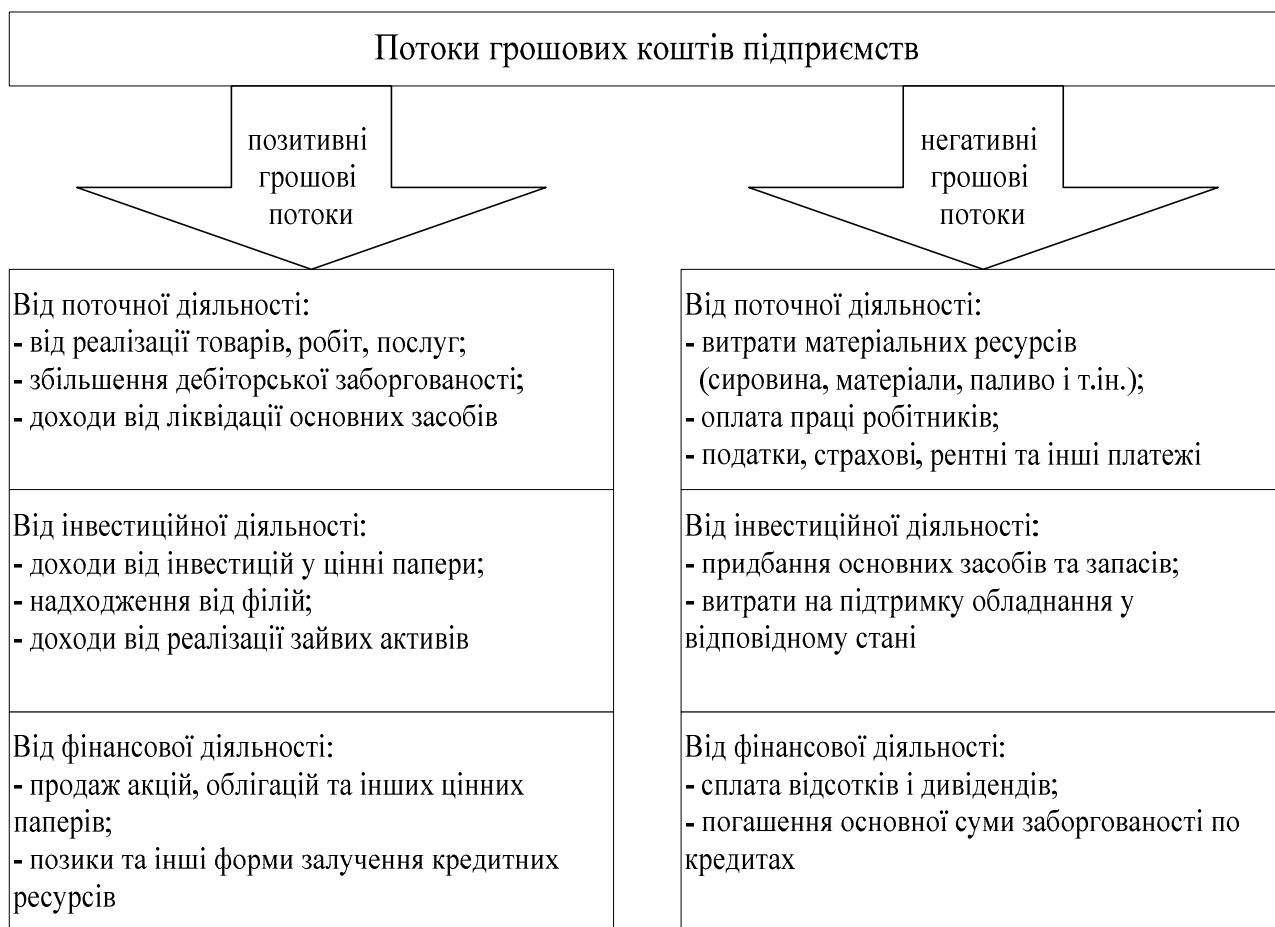 Потоки грошових коштів підприємств
позитивні
грошові
потоки
негативні
грошові
потоки
Від поточної діяльності:
- від реалізації товарів, робіт, послуг;
- збільшення дебіторської заборгованості;
- доходи від ліквідації основних засобів
Від поточної діяльності:
- витрати матеріальних ресурсів
(сировина, матеріали, паливо і т.ін.);
- оплата праці робітників;
- податки, страхові, рентні та інші платежі
Від інвестиційної діяльності:
- доходи від інвестицій у цінні папери;
- надходження від філій;
- доходи від реалізації зайвих активів
Від інвестиційної діяльності:
- придбання основних засобів та запасів;
- витрати на підтримку обладнання у
відповідному стані
Від фінансової діяльності:
- продаж акцій, облігацій та інших цінних
паперів;
- позики та інші форми залучення кредитних
ресурсів
Від фінансової діяльності:
- сплата відсотків і дивідендів;
- погашення основної суми заборгованості по
кредитах